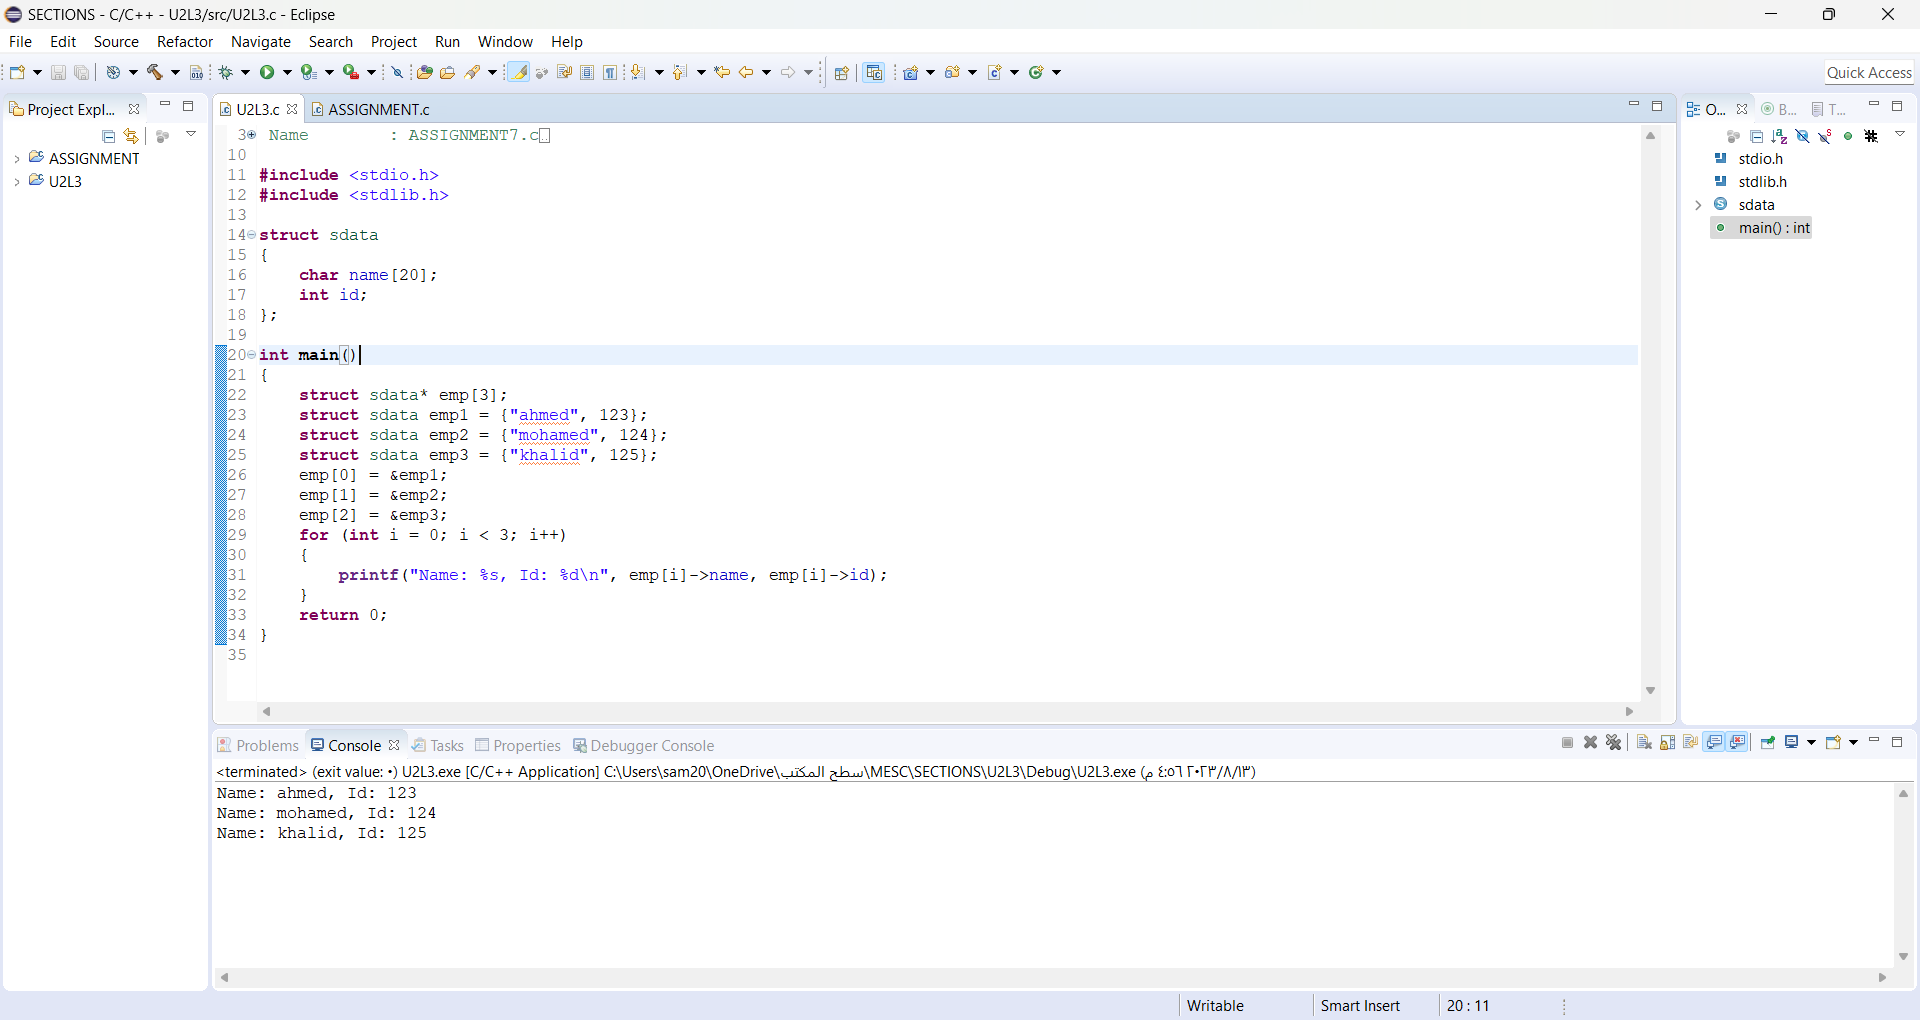 SECTIONS - C/C++ - U2L3/src/U2L3.c - Eclipse
File Edit Source Refactor Navigate Search Project Run Window Help
Quick Access
Project Expl...
ASSIGNMENT
U2L3
U2L3.c ASSIGNMENT.c
3 Name : ASSIGNMENT7.c
10
11 #include <stdio.h>
12 #include <stdlib.h>
13
14 struct sdata
15 {
16 char name[20];
17 int id;
18 };
19
20 int main()
21 {
22 struct sdata* emp[3];
23 struct sdata emp1 = {"ahmed", 123};
24 struct sdata emp2 = {"mohamed", 124};
25 struct sdata emp3 = {"khalid", 125};
26 emp[0] = &emp1;
27 emp[1] = &emp2;
28 emp[2] = &emp3;
29 for (int i = 0; i < 3; i++)
30 {
31 printf("Name: %s, Id: %d\n", emp[i]->name, emp[i]->id);
32 }
33 return 0;
34 }
35
O... B... T...
stdio.h
stdlib.h
sdata
main() : int
Problems Console Tasks Properties Debugger Console
<terminated> (exit value: ٠) U2L3.exe [C/C++ Application] C:\Users\sam20\OneDrive\سطح المكتب\MESC\SECTIONS\U2L3\Debug\U2L3.exe (١٣/٨/٢٠٢٣ ٤:٥٦ م)
Name: ahmed, Id: 123
Name: mohamed, Id: 124
Name: khalid, Id: 125
Writable Smart Insert 20 : 11